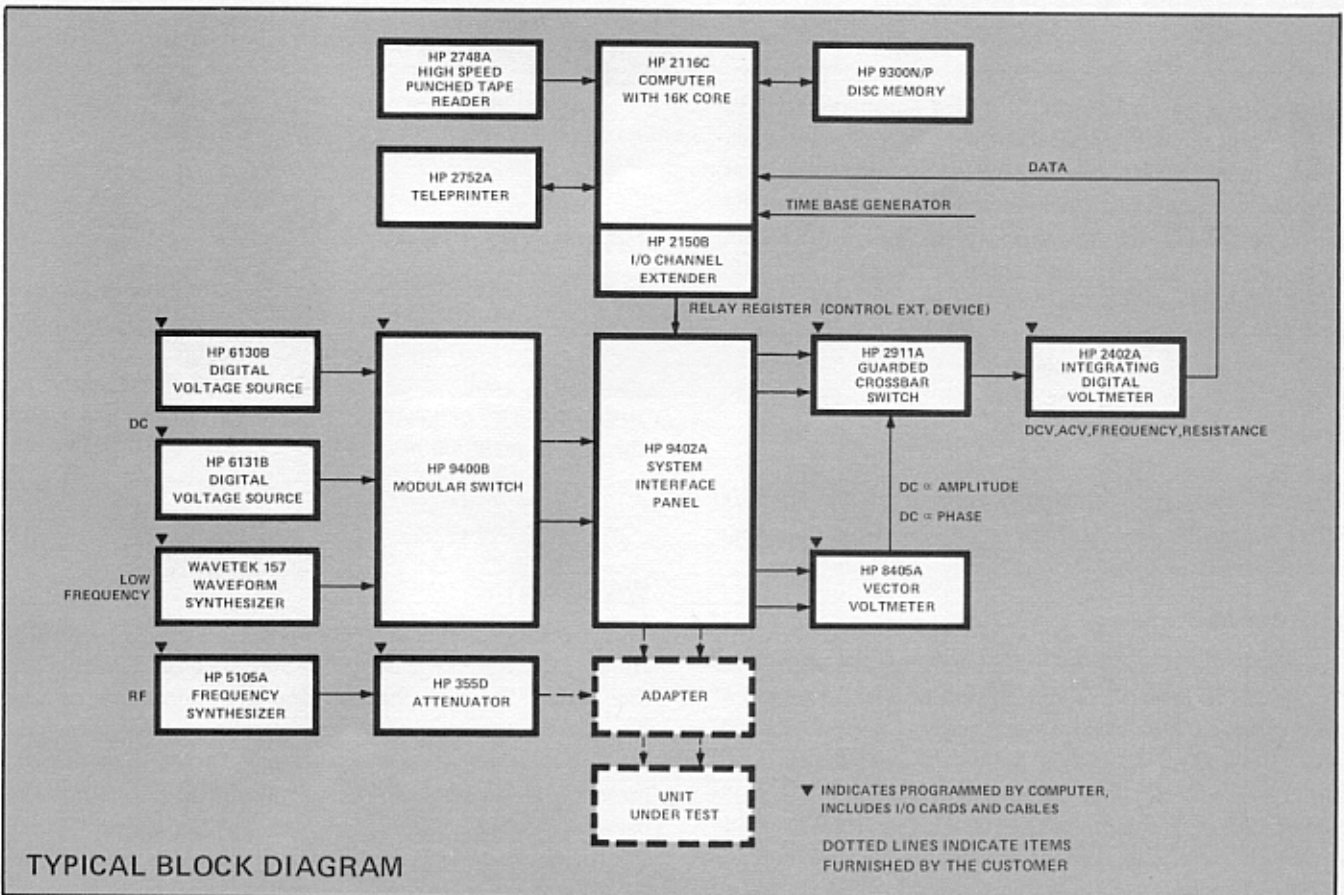 HP 2748A
HIGH SPEED
PUNCHED TAPE
READER
HP 2116C
COMPUTER
WITH 16K CORE
HP 9300N/P
DISC MEMORY
HP 2752A
TELEPRINTER
DATA
TIME BASE GENERATOR
HP 2150B
I/O CHANNEL
EXTENDER
RELAY REGISTER (CONTROL EXT. DEVICE)
HP 6130B
DIGITAL
VOLTAGE SOURCE
DC
HP 6131B
DIGITAL
VOLTAGE SOURCE
LOW
FREQUENCY
WAVETEK 157
WAVEFORM
SYNTHESIZER
HP 9400B
MODULAR SWITCH
HP 9402A
SYSTEM
INTERFACE
PANEL
HP 2911A
GUARDED
CROSSBAR
SWITCH
HP 2402A
INTEGRATING
DIGITAL
VOLTMETER
DCV,ACV,FREQUENCY,RESISTANCE
DC ∝ AMPLITUDE
DC ∝ PHASE
HP 8405A
VECTOR
VOLTMETER
RF
HP 5105A
FREQUENCY
SYNTHESIZER
HP 355D
ATTENUATOR
ADAPTER
UNIT
UNDER TEST
▼ INDICATES PROGRAMMED BY COMPUTER,
INCLUDES I/O CARDS AND CABLES
DOTTED LINES INDICATE ITEMS
FURNISHED BY THE CUSTOMER
TYPICAL BLOCK DIAGRAM